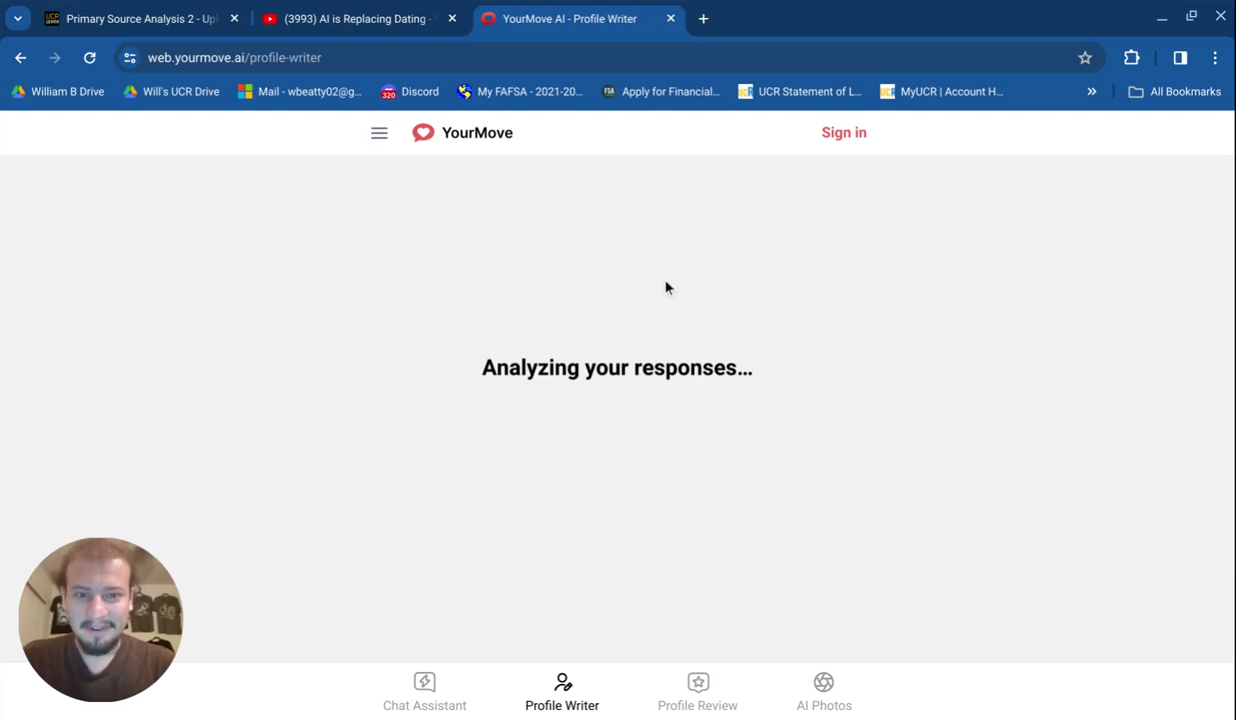 Primary Source Analysis 2 - Upl
(3993) AI is Replacing Dating -
YourMove AI - Profile Writer
web.yourmove.ai/profile-writer
William B Drive
Will's UCR Drive
Mail - wbeatty02@g...
Discord
My FAFSA - 2021-20...
Apply for Financial...
UCR Statement of L...
MyUCR | Account H...
All Bookmarks
YourMove
Sign in
Analyzing your responses...
Chat Assistant
Profile Writer
Profile Review
AI Photos